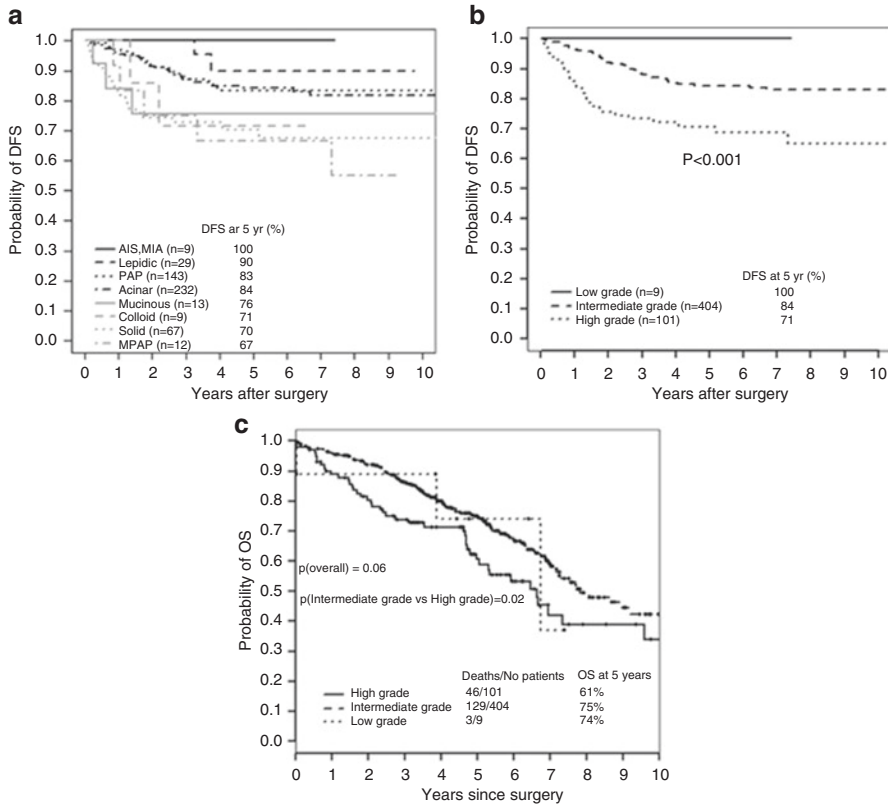 a
Probability of DFS
1.0
0.9
0.8
0.7
0.6
0.5
0.4
0.3
0.2
0.1
0.0
DFS ar 5 yr (%)
AIS,MIA (n=9) 100
Lepidic (n=29) 90
PAP (n=143) 83
Acinar (n=232) 84
Mucinous (n=13) 76
Colloid (n=9) 71
Solid (n=67) 70
MPAP (n=12) 67
0 1 2 3 4 5 6 7 8 9 10
Years after surgery
b
Probability of DFS
1.0
0.9
0.8
0.7
0.6
0.5
0.4
0.3
0.2
0.1
0.0
P<0.001
DFS at 5 yr (%)
Low grade (n=9) 100
Intermediate grade (n=404) 84
High grade (n=101) 71
0 1 2 3 4 5 6 7 8 9 10
Years after surgery
c
Probability of OS
1.0
0.9
0.8
0.7
0.6
0.5
0.4
0.3
0.2
0.1
0.0
p(overall) = 0.06
p(Intermediate grade vs High grade)=0.02
Deaths/No patients OS at 5 years
High grade 46/101 61%
Intermediate grade 129/404 75%
Low grade 3/9 74%
0 1 2 3 4 5 6 7 8 9 10
Years since surgery